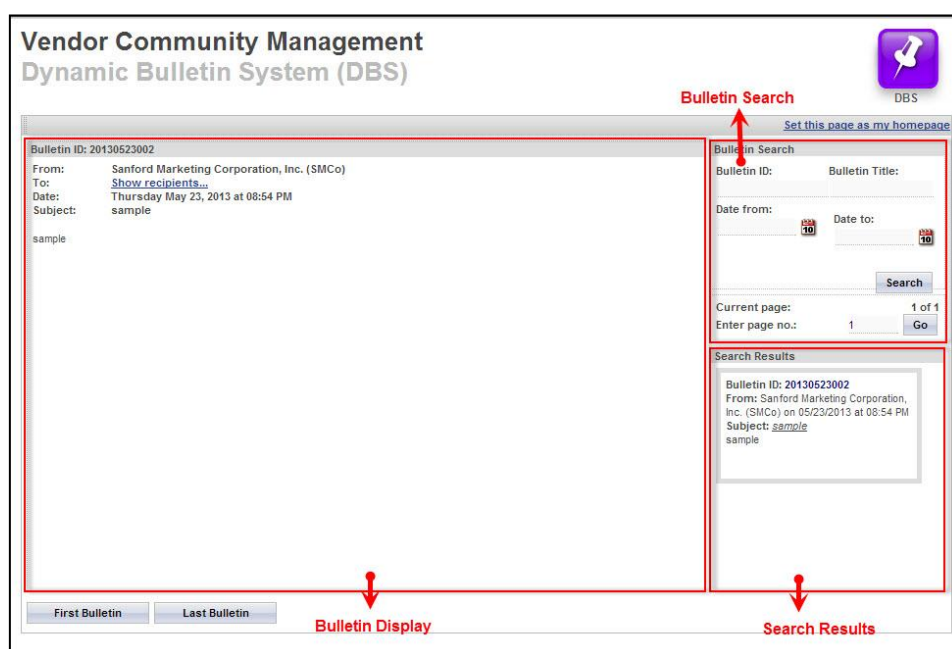 Vendor Community Management
Dynamic Bulletin System (DBS)
DBS
Bulletin Search
Set this page as my homepage
Bulletin ID: 20130523002
From: Sanford Marketing Corporation, Inc. (SMCo)
To: Show recipients...
Date: Thursday May 23, 2013 at 08:54 PM
Subject: sample
sample
Bulletin Search
Bulletin ID: Bulletin Title:
Date from:
10
Date to:
10
Search
Current page: 1 of 1
Enter page no.: 1 Go
Search Results
Bulletin ID: 20130523002
From: Sanford Marketing Corporation,
Inc. (SMCo) on 05/23/2013 at 08:54 PM
Subject: sample
sample
First Bulletin Last Bulletin
Bulletin Display
Search Results